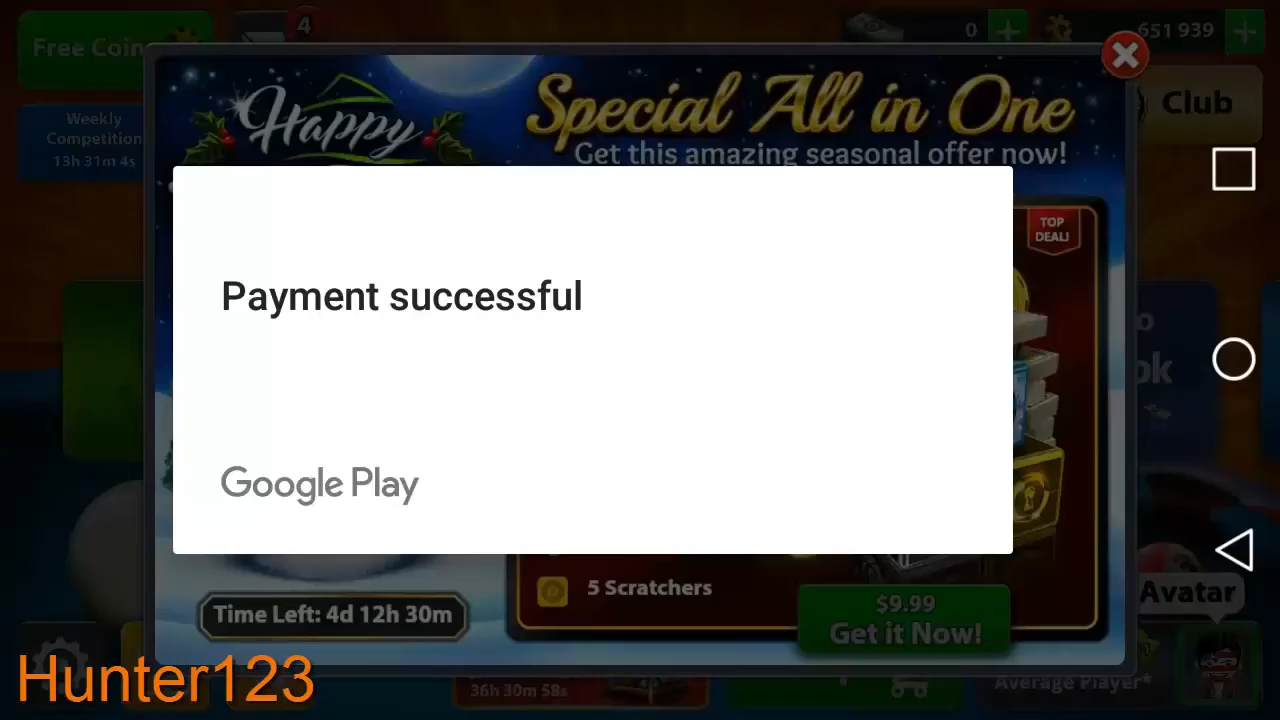 Free Coin
4
0
651 939
Weekly
Competition
13h 31m 4s
Happy
Special All in One
Get this amazing seasonal offer now!
Club
TOP
DEAL!
Payment successful
Google Play
5 Scratchers
$9.99
Get it Now!
Time Left: 4d 12h 30m
Avatar
Hunter123
36h 30m 58s
Average Player*